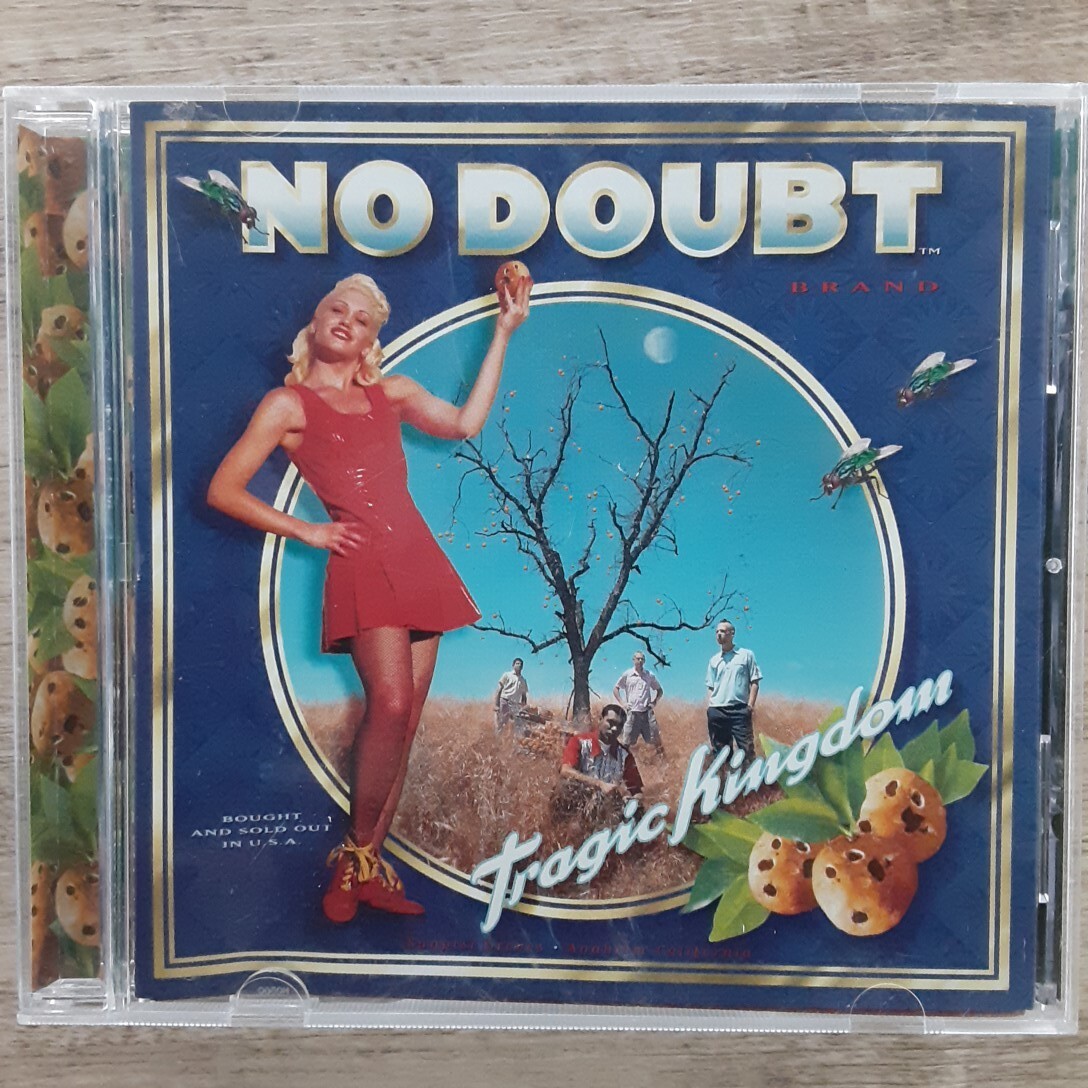 NO DOUBT™
BRAND
Tragic Kingdom
BOUGHT
AND SOLD OUT
IN U.S.A.